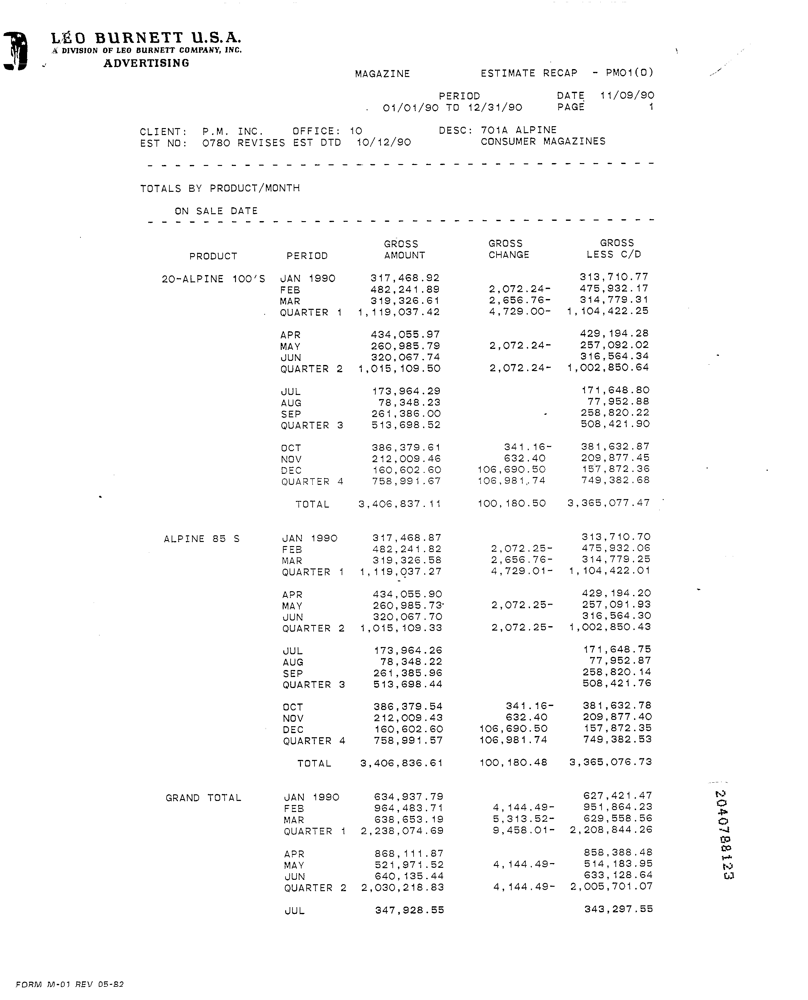 LEO BURNETT U.S.A.
A DIVISION OF LEO BURNETT COMPANY, INC.
ADVERTISING
MAGAZINE ESTIMATE RECAP - PM01(0)
PERIOD DATE 11/09/90
01/01/90 TO 12/31/90 PAGE 1
CLIENT: P.M. INC. OFFICE: 10 DESC: 701A ALPINE
EST NO: 0780 REVISES EST DTD 10/12/90 CONSUMER MAGAZINES
TOTALS BY PRODUCT/MONTH
ON SALE DATE
GROSS GROSS GROSS
PRODUCT PERIOD AMOUNT CHANGE LESS C/D
20-ALPINE 100'S JAN 1990 317,468.92 313,710.77
FEB 482,241.89 2,072.24- 475,932.17
MAR 319,326.61 2,656.76- 314,779.31
QUARTER 1 1,119,037.42 4,729.00- 1,104,422.25
APR 434,055.97 429,194.28
MAY 260,985.79 2,072.24- 257,092.02
JUN 320,067.74 316,564.34
QUARTER 2 1,015,109.50 2,072.24- 1,002,850.64
JUL 173,964.29 171,648.80
AUG 78,348.23 77,952.88
SEP 261,386.00 258,820.22
QUARTER 3 513,698.52 508,421.90
OCT 386,379.61 341.16- 381,632.87
NOV 212,009.46 632.40 209,877.45
DEC 160,602.60 106,690.50 157,872.36
QUARTER 4 758,991.67 106,981.74 749,382.68
TOTAL 3,406,837.11 100,180.50 3,365,077.47
ALPINE 85 S JAN 1990 317,468.87 313,710.70
FEB 482,241.82 2,072.25- 475,932.06
MAR 319,326.58 2,656.76- 314,779.25
QUARTER 1 1,119,037.27 4,729.01- 1,104,422.01
APR 434,055.90 429,194.20
MAY 260,985.73 2,072.25- 257,091.93
JUN 320,067.70 316,564.30
QUARTER 2 1,015,109.33 2,072.25- 1,002,850.43
JUL 173,964.26 171,648.75
AUG 78,348.22 77,952.87
SEP 261,385.96 258,820.14
QUARTER 3 513,698.44 508,421.76
OCT 386,379.54 341.16- 381,632.78
NOV 212,009.43 632.40 209,877.40
DEC 160,602.60 106,690.50 157,872.35
QUARTER 4 758,991.57 106,981.74 749,382.53
TOTAL 3,406,836.61 100,180.48 3,365,076.73
GRAND TOTAL JAN 1990 634,937.79 627,421.47
FEB 964,483.71 4,144.49- 951,864.23
MAR 638,653.19 5,313.52- 629,558.56
QUARTER 1 2,238,074.69 9,458.01- 2,208,844.26
APR 868,111.87 858,388.48
MAY 521,971.52 4,144.49- 514,183.95
JUN 640,135.44 633,128.64
QUARTER 2 2,030,218.83 4,144.49- 2,005,701.07
JUL 347,928.55 343,297.55
2040788123
FORM M-01 REV 05-82